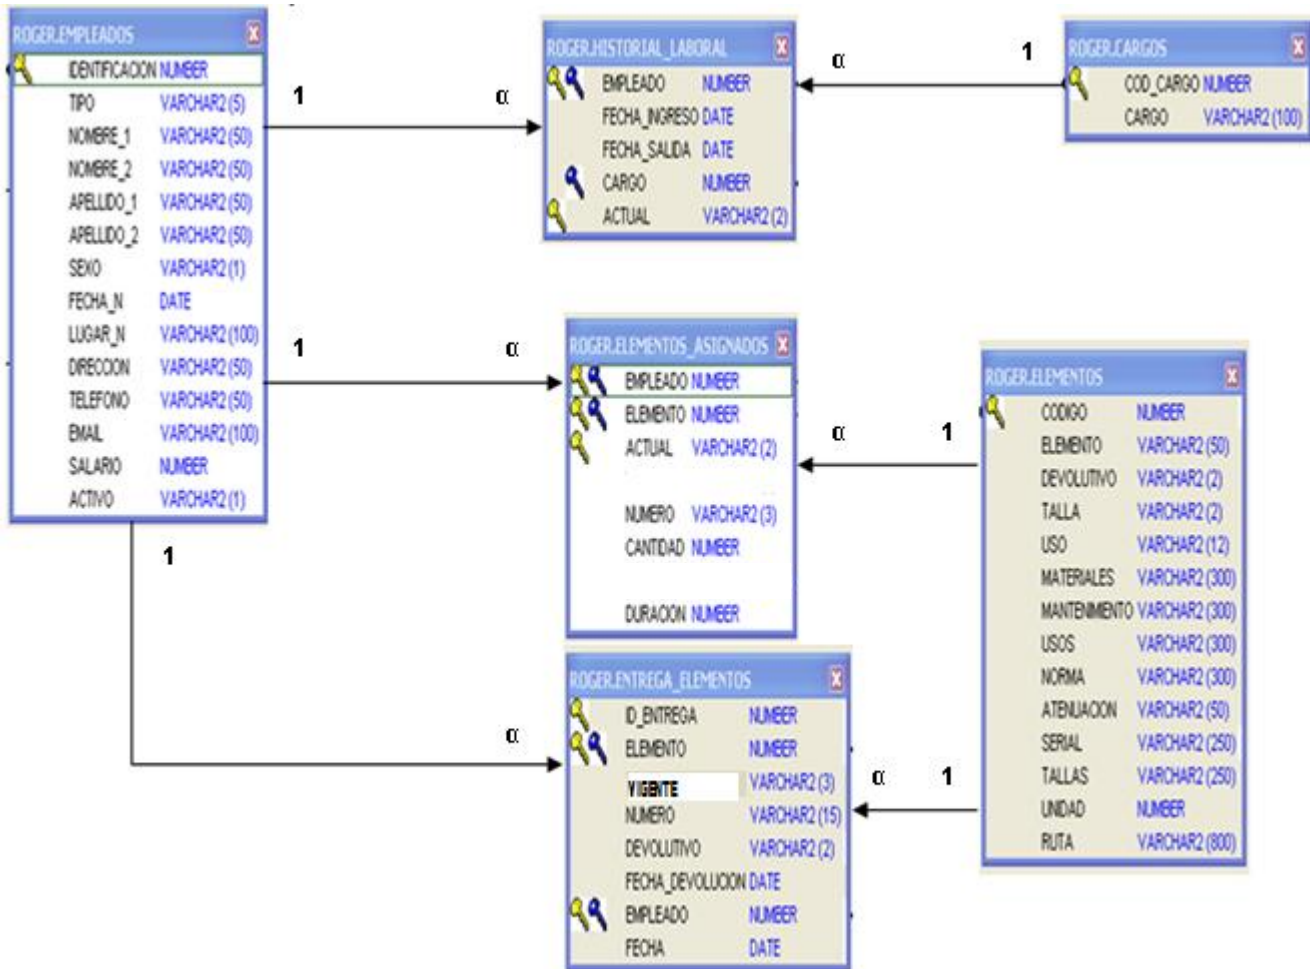 ROGER.EMPLEADOS
IDENTIFICACION NUMBER
TIPO VARCHAR2 (5)
NOMBRE_1 VARCHAR2 (50)
NOMBRE_2 VARCHAR2 (50)
APELLIDO_1 VARCHAR2 (50)
APELLIDO_2 VARCHAR2 (50)
SEXO VARCHAR2 (1)
FECHA_N DATE
LUGAR_N VARCHAR2 (100)
DIRECCION VARCHAR2 (50)
TELEFONO VARCHAR2 (50)
EMAIL VARCHAR2 (100)
SALARIO NUMBER
ACTIVO VARCHAR2 (1)
1 α
ROGER.HISTORIAL_LABORAL
EMPLEADO NUMBER
FECHA_INGRESO DATE
FECHA_SALIDA DATE
CARGO NUMBER
ACTUAL VARCHAR2 (2)
α 1
ROGER.CARGOS
COD_CARGO NUMBER
CARGO VARCHAR2 (100)
1 α
ROGER.ELEMENTOS_ASIGNADOS
EMPLEADO NUMBER
ELEMENTO NUMBER
ACTUAL VARCHAR2 (2)
NUMERO VARCHAR2 (3)
CANTIDAD NUMBER
DURACION NUMBER
α 1
ROGER.ELEMENTOS
CODIGO NUMBER
ELEMENTO VARCHAR2 (50)
DEVOLUTIVO VARCHAR2 (2)
TALLA VARCHAR2 (2)
USO VARCHAR2 (12)
MATERIALES VARCHAR2 (300)
MANTENIMIENTO VARCHAR2 (300)
USOS VARCHAR2 (300)
NORMA VARCHAR2 (300)
ATENUACION VARCHAR2 (50)
SERIAL VARCHAR2 (250)
TALLAS VARCHAR2 (250)
UNIDAD NUMBER
RUTA VARCHAR2 (800)
1
α
ROGER.ENTREGA_ELEMENTOS
ID_ENTREGA NUMBER
ELEMENTO NUMBER
VIGENTE VARCHAR2 (3)
NUMERO VARCHAR2 (15)
DEVOLUTIVO VARCHAR2 (2)
FECHA_DEVOLUCION DATE
EMPLEADO NUMBER
FECHA DATE
α 1